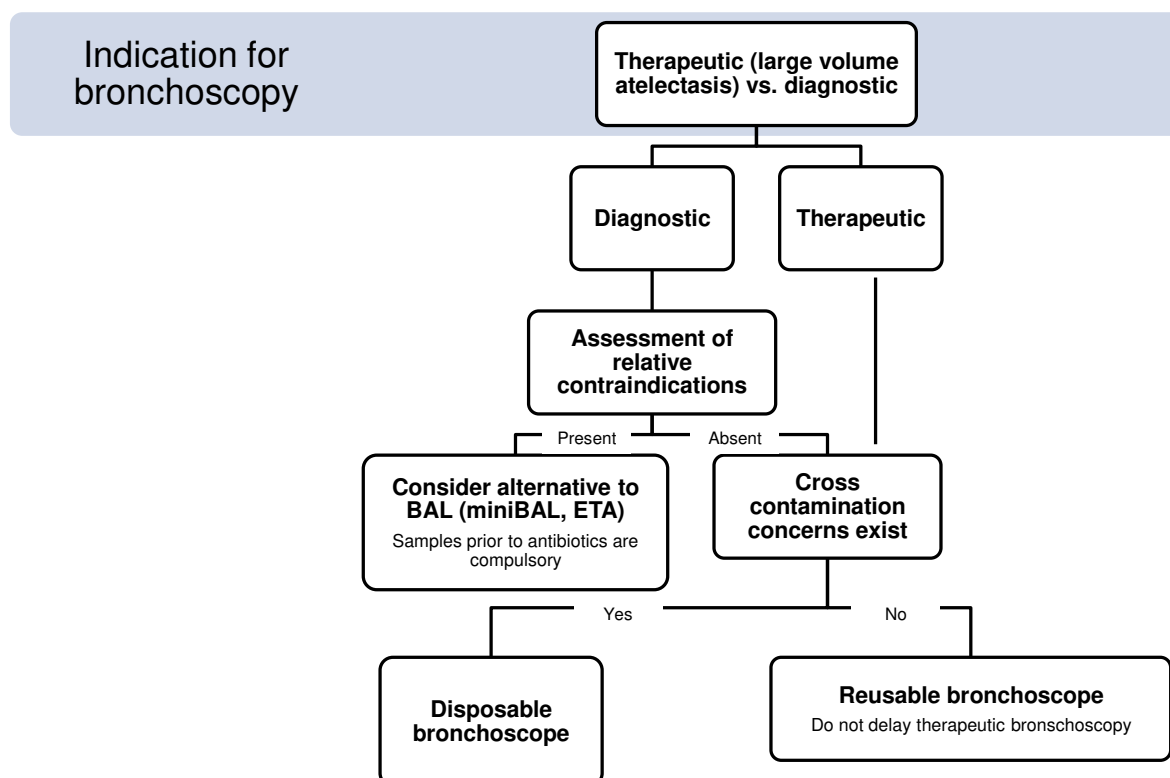 Indication for
bronchoscopy
Therapeutic (large volume
atelectasis) vs. diagnostic
Diagnostic
Therapeutic
Assessment of
relative
contraindications
Present
Absent
Consider alternative to
BAL (miniBAL, ETA)
Samples prior to antibiotics are
compulsory
Cross
contamination
concerns exist
Yes
No
Disposable
bronchoscope
Reusable bronchoscope
Do not delay therapeutic bronschoscopy